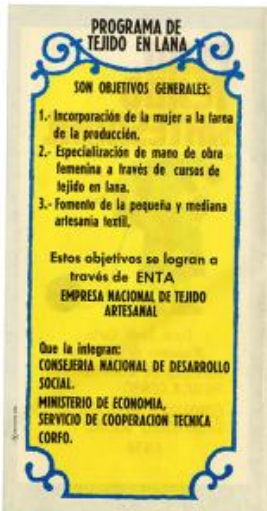 PROGRAMA DE
TEJIDO EN LANA
SON OBJETIVOS GENERALES:
1.- Incorporación de la mujer a la tarea
de la producción.
2.- Especialización de mano de obra
femenina a través de cursos de
tejido en lana.
3.- Fomento de la pequeña y mediana
artesania textil,
Estos objetivos se logran a
través de ENTA
EMPRESA NACIONAL DE TEJIDO
ARTESANAL
Que la integran:
CONSEJERIA NACIONAL DE DESARROLLO
SOCIAL.
MINISTERIO DE ECONOMIA,
SERVICIO DE COOPERACION TECNICA
CORFO.